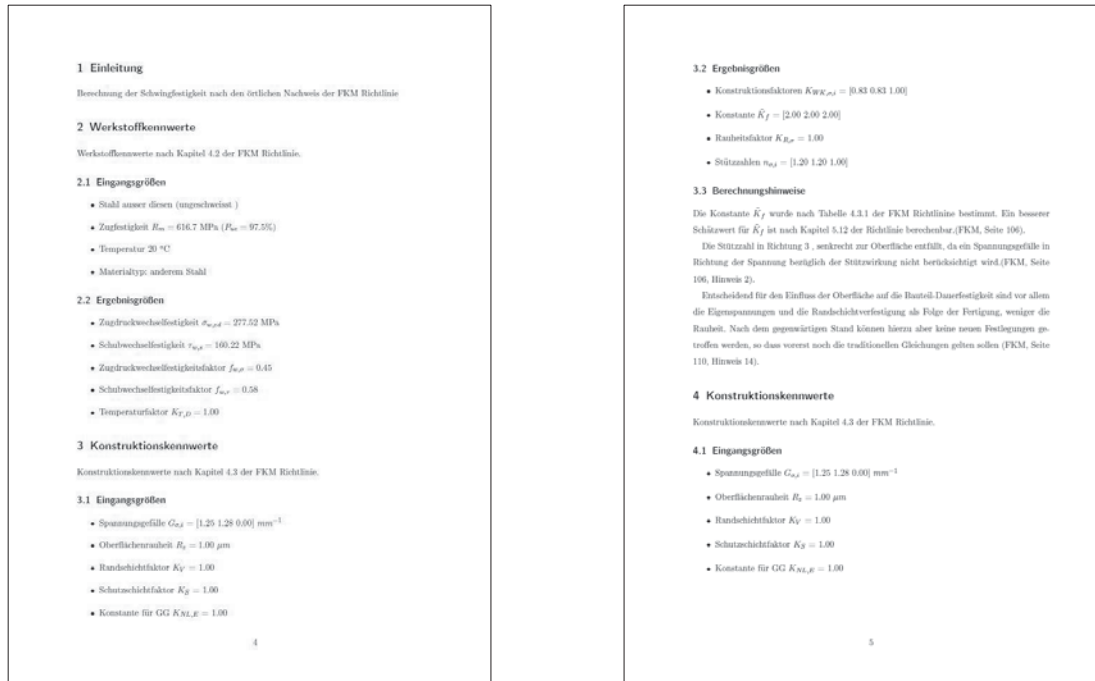 1 Einleitung
Berechnung der Schwingfestigkeit nach den örtlichen Nachweis der FKM Richtlinie
2 Werkstoffkennwerte
Werkstoffkennwerte nach Kapitel 4.2 der FKM Richtlinie.
2.1 Eingangsgrößen
• Stahl ausser diesen (ungeschweisst )
• Zugfestigkeit R_m = 616.7 MPa (P_ue = 97.5%)
• Temperatur 20 °C
• Materialtyp: anderem Stahl
2.2 Ergebnisgrößen
• Zugdruckwechselfestigkeit σ_w,zd = 277.52 MPa
• Schubwechselfestigkeit τ_w,s = 160.22 MPa
• Zugdruckwechselfestigkeitsfaktor f_w,σ = 0.45
• Schubwechselfestigkeitsfaktor f_w,τ = 0.58
• Temperaturfaktor K_T,D = 1.00
3 Konstruktionskennwerte
Konstruktionskennwerte nach Kapitel 4.3 der FKM Richtlinie.
3.1 Eingangsgrößen
• Spannungsgefälle G_σ,i = [1.25 1.28 0.00] mm⁻¹
• Oberflächenrauheit R_z = 1.00 µm
• Randschichtfaktor K_V = 1.00
• Schutzschichtfaktor K_S = 1.00
• Konstante für GG K_NL,E = 1.00
4
3.2 Ergebnisgrößen
• Konstruktionsfaktoren K_WK,σ,i = [0.83 0.83 1.00]
• Konstante K̃_f = [2.00 2.00 2.00]
• Rauheitsfaktor K_R,σ = 1.00
• Stützzahlen n_σ,i = [1.20 1.20 1.00]
3.3 Berechnungshinweise
Die Konstante K̃_f wurde nach Tabelle 4.3.1 der FKM Richtlinine bestimmt. Ein besserer
Schätzwert für K̃_f ist nach Kapitel 5.12 der Richtlinie berechenbar.(FKM, Seite 106).
Die Stützzahl in Richtung 3 , senkrecht zur Oberfläche entfällt, da ein Spannungsgefälle in
Richtung der Spannung bezüglich der Stützwirkung nicht berücksichtigt wird.(FKM, Seite
106, Hinweis 2).
Entscheidend für den Einfluss der Oberfläche auf die Bauteil-Dauerfestigkeit sind vor allem
die Eigenspannungen und die Randschichtverfestigung als Folge der Fertigung, weniger die
Rauheit. Nach dem gegenwärtigen Stand können hierzu aber keine neuen Festlegungen ge-
troffen werden, so dass vorerst noch die traditionellen Gleichungen gelten sollen (FKM, Seite
110, Hinweis 14).
4 Konstruktionskennwerte
Konstruktionskennwerte nach Kapitel 4.3 der FKM Richtlinie.
4.1 Eingangsgrößen
• Spannungsgefälle G_σ,i = [1.25 1.28 0.00] mm⁻¹
• Oberflächenrauheit R_z = 1.00 µm
• Randschichtfaktor K_V = 1.00
• Schutzschichtfaktor K_S = 1.00
• Konstante für GG K_NL,E = 1.00
5